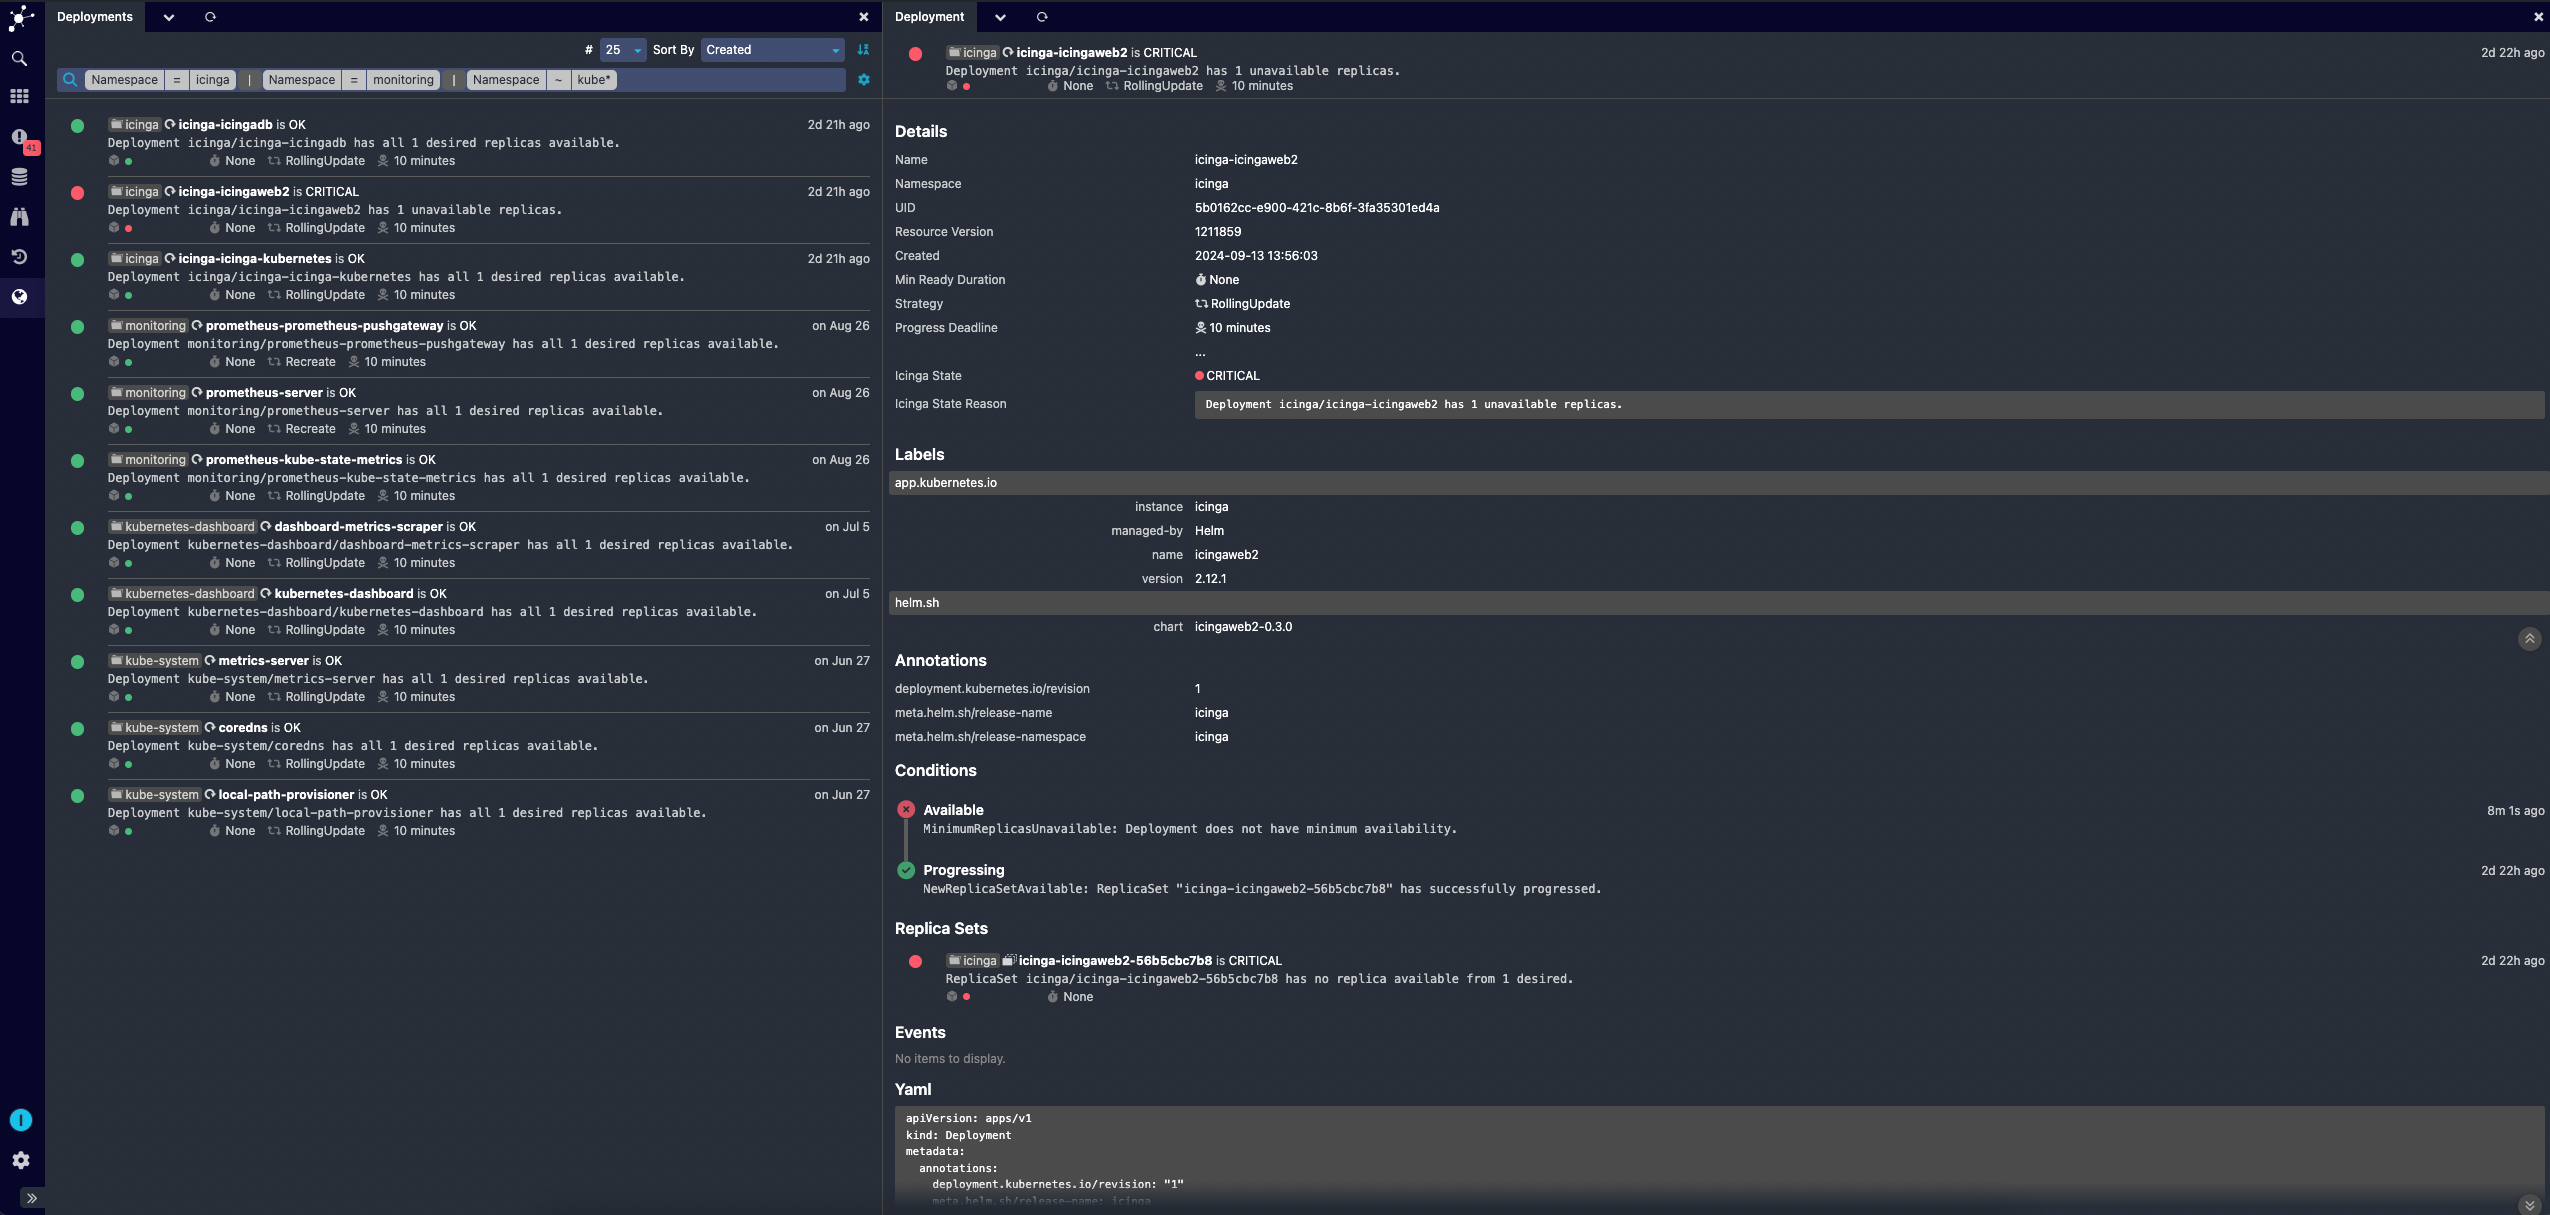 Deployments
# 25 Sort By Created
Namespace = icinga | Namespace = monitoring | Namespace ~ kube*
icinga icinga-icingadb is OK 2d 21h ago
Deployment icinga/icinga-icingadb has all 1 desired replicas available.
None RollingUpdate 10 minutes
icinga icinga-icingaweb2 is CRITICAL 2d 21h ago
Deployment icinga/icinga-icingaweb2 has 1 unavailable replicas.
None RollingUpdate 10 minutes
icinga icinga-icinga-kubernetes is OK 2d 21h ago
Deployment icinga/icinga-icinga-kubernetes has all 1 desired replicas available.
None RollingUpdate 10 minutes
monitoring prometheus-prometheus-pushgateway is OK on Aug 26
Deployment monitoring/prometheus-prometheus-pushgateway has all 1 desired replicas available.
None Recreate 10 minutes
monitoring prometheus-server is OK on Aug 26
Deployment monitoring/prometheus-server has all 1 desired replicas available.
None Recreate 10 minutes
monitoring prometheus-kube-state-metrics is OK on Aug 26
Deployment monitoring/prometheus-kube-state-metrics has all 1 desired replicas available.
None RollingUpdate 10 minutes
kubernetes-dashboard dashboard-metrics-scraper is OK on Jul 5
Deployment kubernetes-dashboard/dashboard-metrics-scraper has all 1 desired replicas available.
None RollingUpdate 10 minutes
kubernetes-dashboard kubernetes-dashboard is OK on Jul 5
Deployment kubernetes-dashboard/kubernetes-dashboard has all 1 desired replicas available.
None RollingUpdate 10 minutes
kube-system metrics-server is OK on Jun 27
Deployment kube-system/metrics-server has all 1 desired replicas available.
None RollingUpdate 10 minutes
kube-system coredns is OK on Jun 27
Deployment kube-system/coredns has all 1 desired replicas available.
None RollingUpdate 10 minutes
kube-system local-path-provisioner is OK on Jun 27
Deployment kube-system/local-path-provisioner has all 1 desired replicas available.
None RollingUpdate 10 minutes
41
I
Deployment
icinga icinga-icingaweb2 is CRITICAL 2d 22h ago
Deployment icinga/icinga-icingaweb2 has 1 unavailable replicas.
None RollingUpdate 10 minutes
Details
Name icinga-icingaweb2
Namespace icinga
UID 5b0162cc-e900-421c-8b6f-3fa35301ed4a
Resource Version 1211859
Created 2024-09-13 13:56:03
Min Ready Duration None
Strategy RollingUpdate
Progress Deadline 10 minutes
...
Icinga State CRITICAL
Icinga State Reason Deployment icinga/icinga-icingaweb2 has 1 unavailable replicas.
Labels
app.kubernetes.io
instance icinga
managed-by Helm
name icingaweb2
version 2.12.1
helm.sh
chart icingaweb2-0.3.0
Annotations
deployment.kubernetes.io/revision 1
meta.helm.sh/release-name icinga
meta.helm.sh/release-namespace icinga
Conditions
Available 8m 1s ago
MinimumReplicasUnavailable: Deployment does not have minimum availability.
Progressing 2d 22h ago
NewReplicaSetAvailable: ReplicaSet "icinga-icingaweb2-56b5cbc7b8" has successfully progressed.
Replica Sets
icinga icinga-icingaweb2-56b5cbc7b8 is CRITICAL 2d 22h ago
ReplicaSet icinga/icinga-icingaweb2-56b5cbc7b8 has no replica available from 1 desired.
None
Events
No items to display.
Yaml
apiVersion: apps/v1
kind: Deployment
metadata:
annotations:
deployment.kubernetes.io/revision: "1"
meta.helm.sh/release-name: icinga